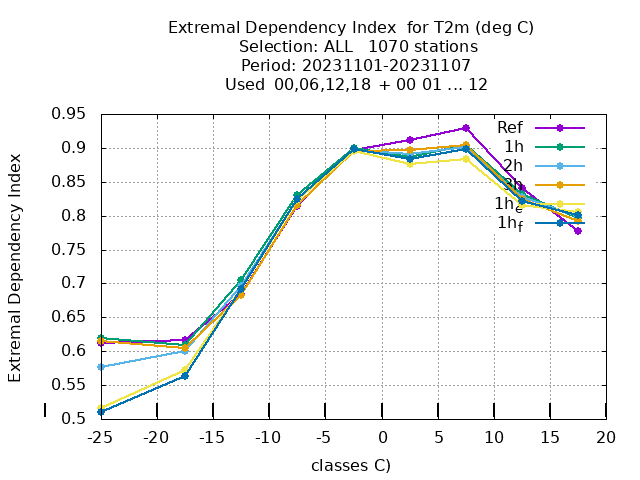 Extremal Dependency Index for T2m (deg C)
Selection: ALL 1070 stations
Period: 20231101-20231107
Used 00,06,12,18 + 00 01 ... 12
Extremal Dependency Index
0.95
0.9
0.85
0.8
0.75
0.7
0.65
0.6
0.55
0.5
Ref
1h
2h
3h
1he
1hf
-25 -20 -15 -10 -5 0 5 10 15 20
classes C)